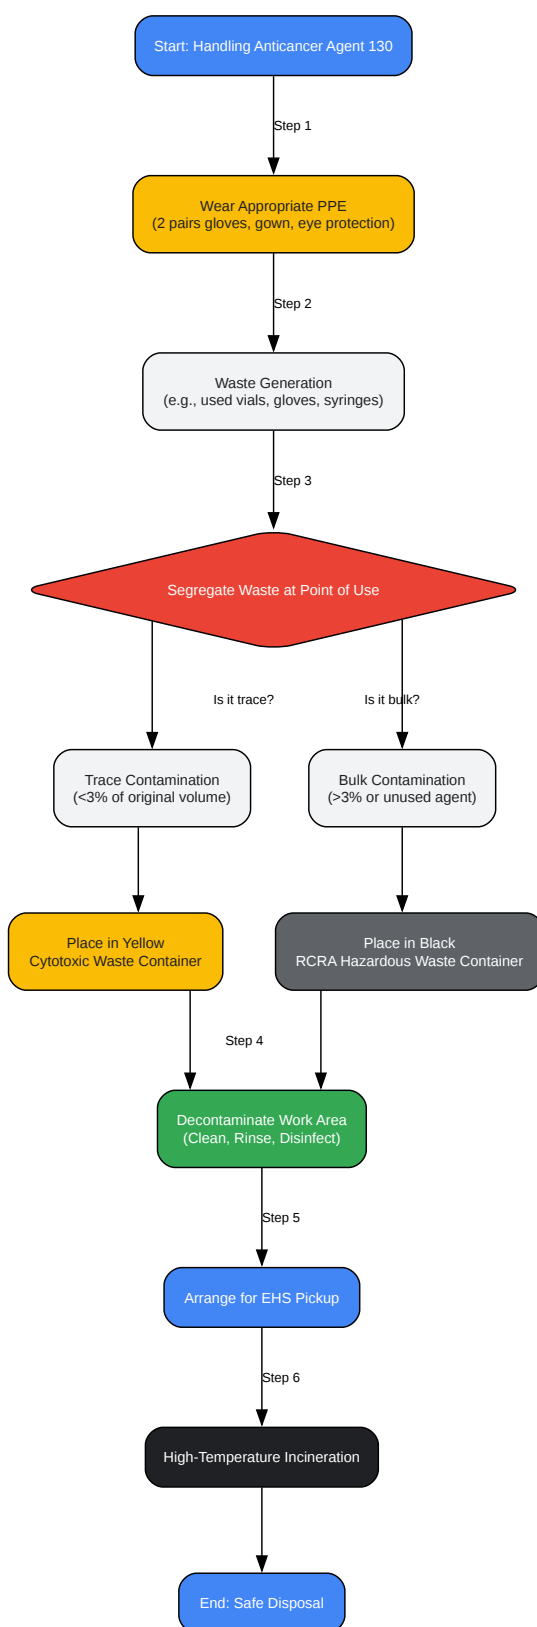 Start: Handling Anticancer Agent 130
Step 1
Wear Appropriate PPE
(2 pairs gloves, gown, eye protection)
Step 2
Waste Generation
(e.g., used vials, gloves, syringes)
Step 3
Segregate Waste at Point of Use
Is it trace?
Is it bulk?
Trace Contamination
(<3% of original volume)
Bulk Contamination
(>3% or unused agent)
Place in Yellow
Cytotoxic Waste Container
Place in Black
RCRA Hazardous Waste Container
Step 4
Decontaminate Work Area
(Clean, Rinse, Disinfect)
Step 5
Arrange for EHS Pickup
Step 6
High-Temperature Incineration
End: Safe Disposal